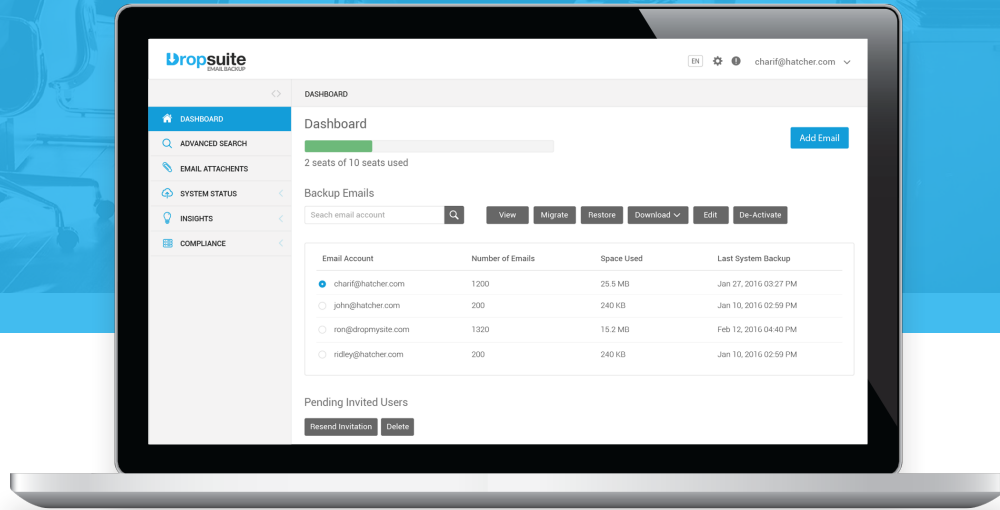 Dropsuite
EMAIL BACKUP
EN
charif@hatcher.com
<>
DASHBOARD
DASHBOARD
ADVANCED SEARCH
EMAIL ATTACHENTS
SYSTEM STATUS
INSIGHTS
COMPLIANCE
Dashboard
Add Email
2 seats of 10 seats used
Backup Emails
Seach email account
View Migrate Restore Download Edit De-Activate
Email Account Number of Emails Space Used Last System Backup
charif@hatcher.com 1200 25.5 MB Jan 27, 2016 03:27 PM
john@hatcher.com 200 240 KB Jan 10, 2016 02:59 PM
ron@dropmysite.com 1320 15.2 MB Feb 12, 2016 04:40 PM
ridley@hatcher.com 200 240 KB Jan 10, 2016 02:59 PM
Pending Invited Users
Resend Invitation Delete